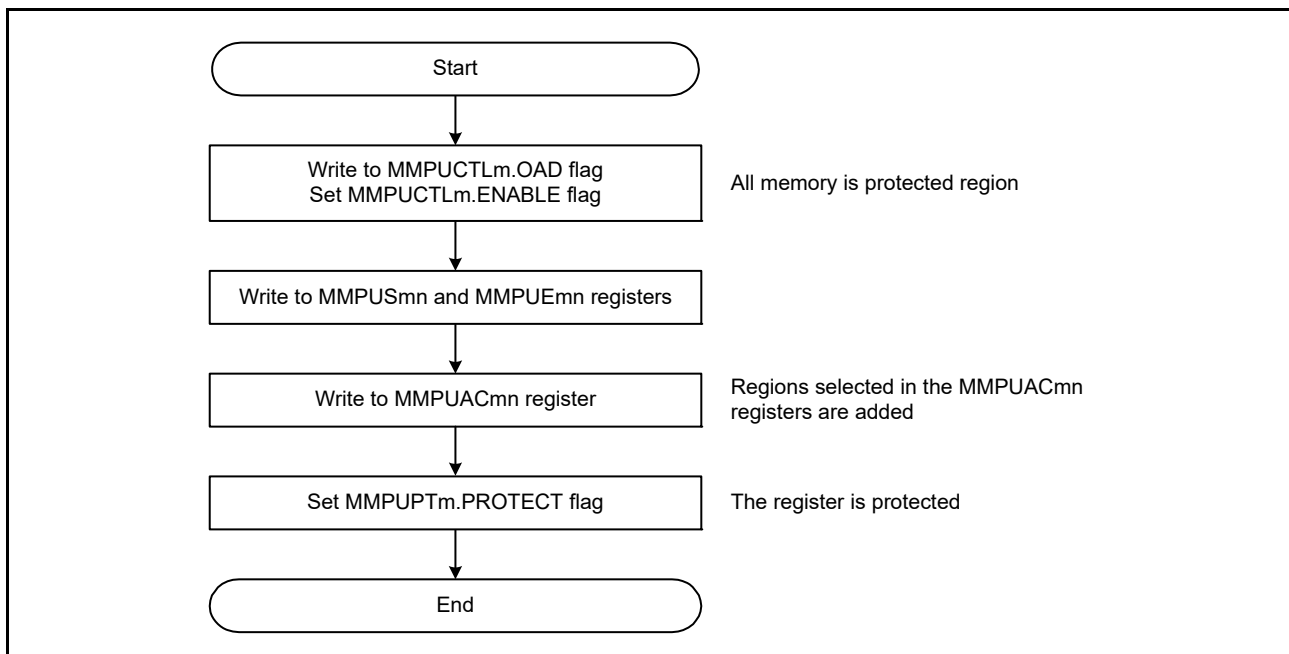 Start
Write to MMPUCTLm.OAD flag
Set MMPUCTLm.ENABLE flag
All memory is protected region
Write to MMPUSmn and MMPUEmn registers
Write to MMPUACmn register
Regions selected in the MMPUACmn
registers are added
Set MMPUPTm.PROTECT flag
The register is protected
End